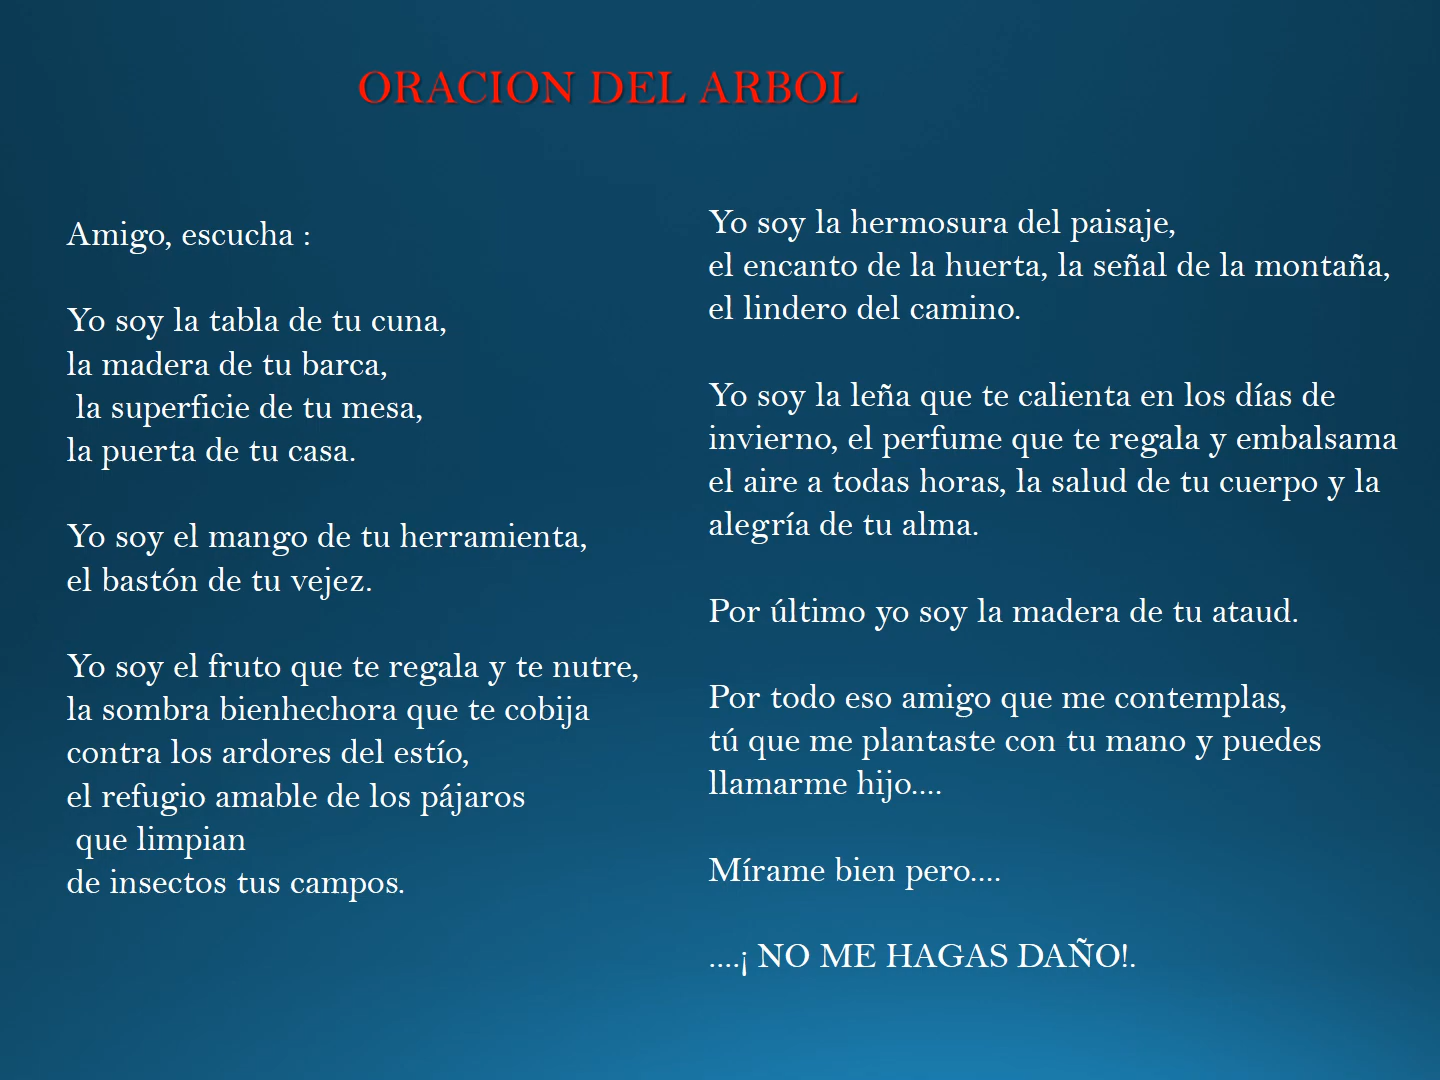 ORACION DEL ARBOL
Amigo, escucha :
Yo soy la tabla de tu cuna,
la madera de tu barca,
la superficie de tu mesa,
la puerta de tu casa.
Yo soy el mango de tu herramienta,
el bastón de tu vejez.
Yo soy el fruto que te regala y te nutre,
la sombra bienhechora que te cobija
contra los ardores del estío,
el refugio amable de los pájaros
que limpian
de insectos tus campos.
Yo soy la hermosura del paisaje,
el encanto de la huerta, la señal de la montaña,
el lindero del camino.
Yo soy la leña que te calienta en los días de
invierno, el perfume que te regala y embalsama
el aire a todas horas, la salud de tu cuerpo y la
alegría de tu alma.
Por último yo soy la madera de tu ataud.
Por todo eso amigo que me contemplas,
tú que me plantaste con tu mano y puedes
llamarme hijo....
Mírame bien pero....
....¡ NO ME HAGAS DAÑO!.